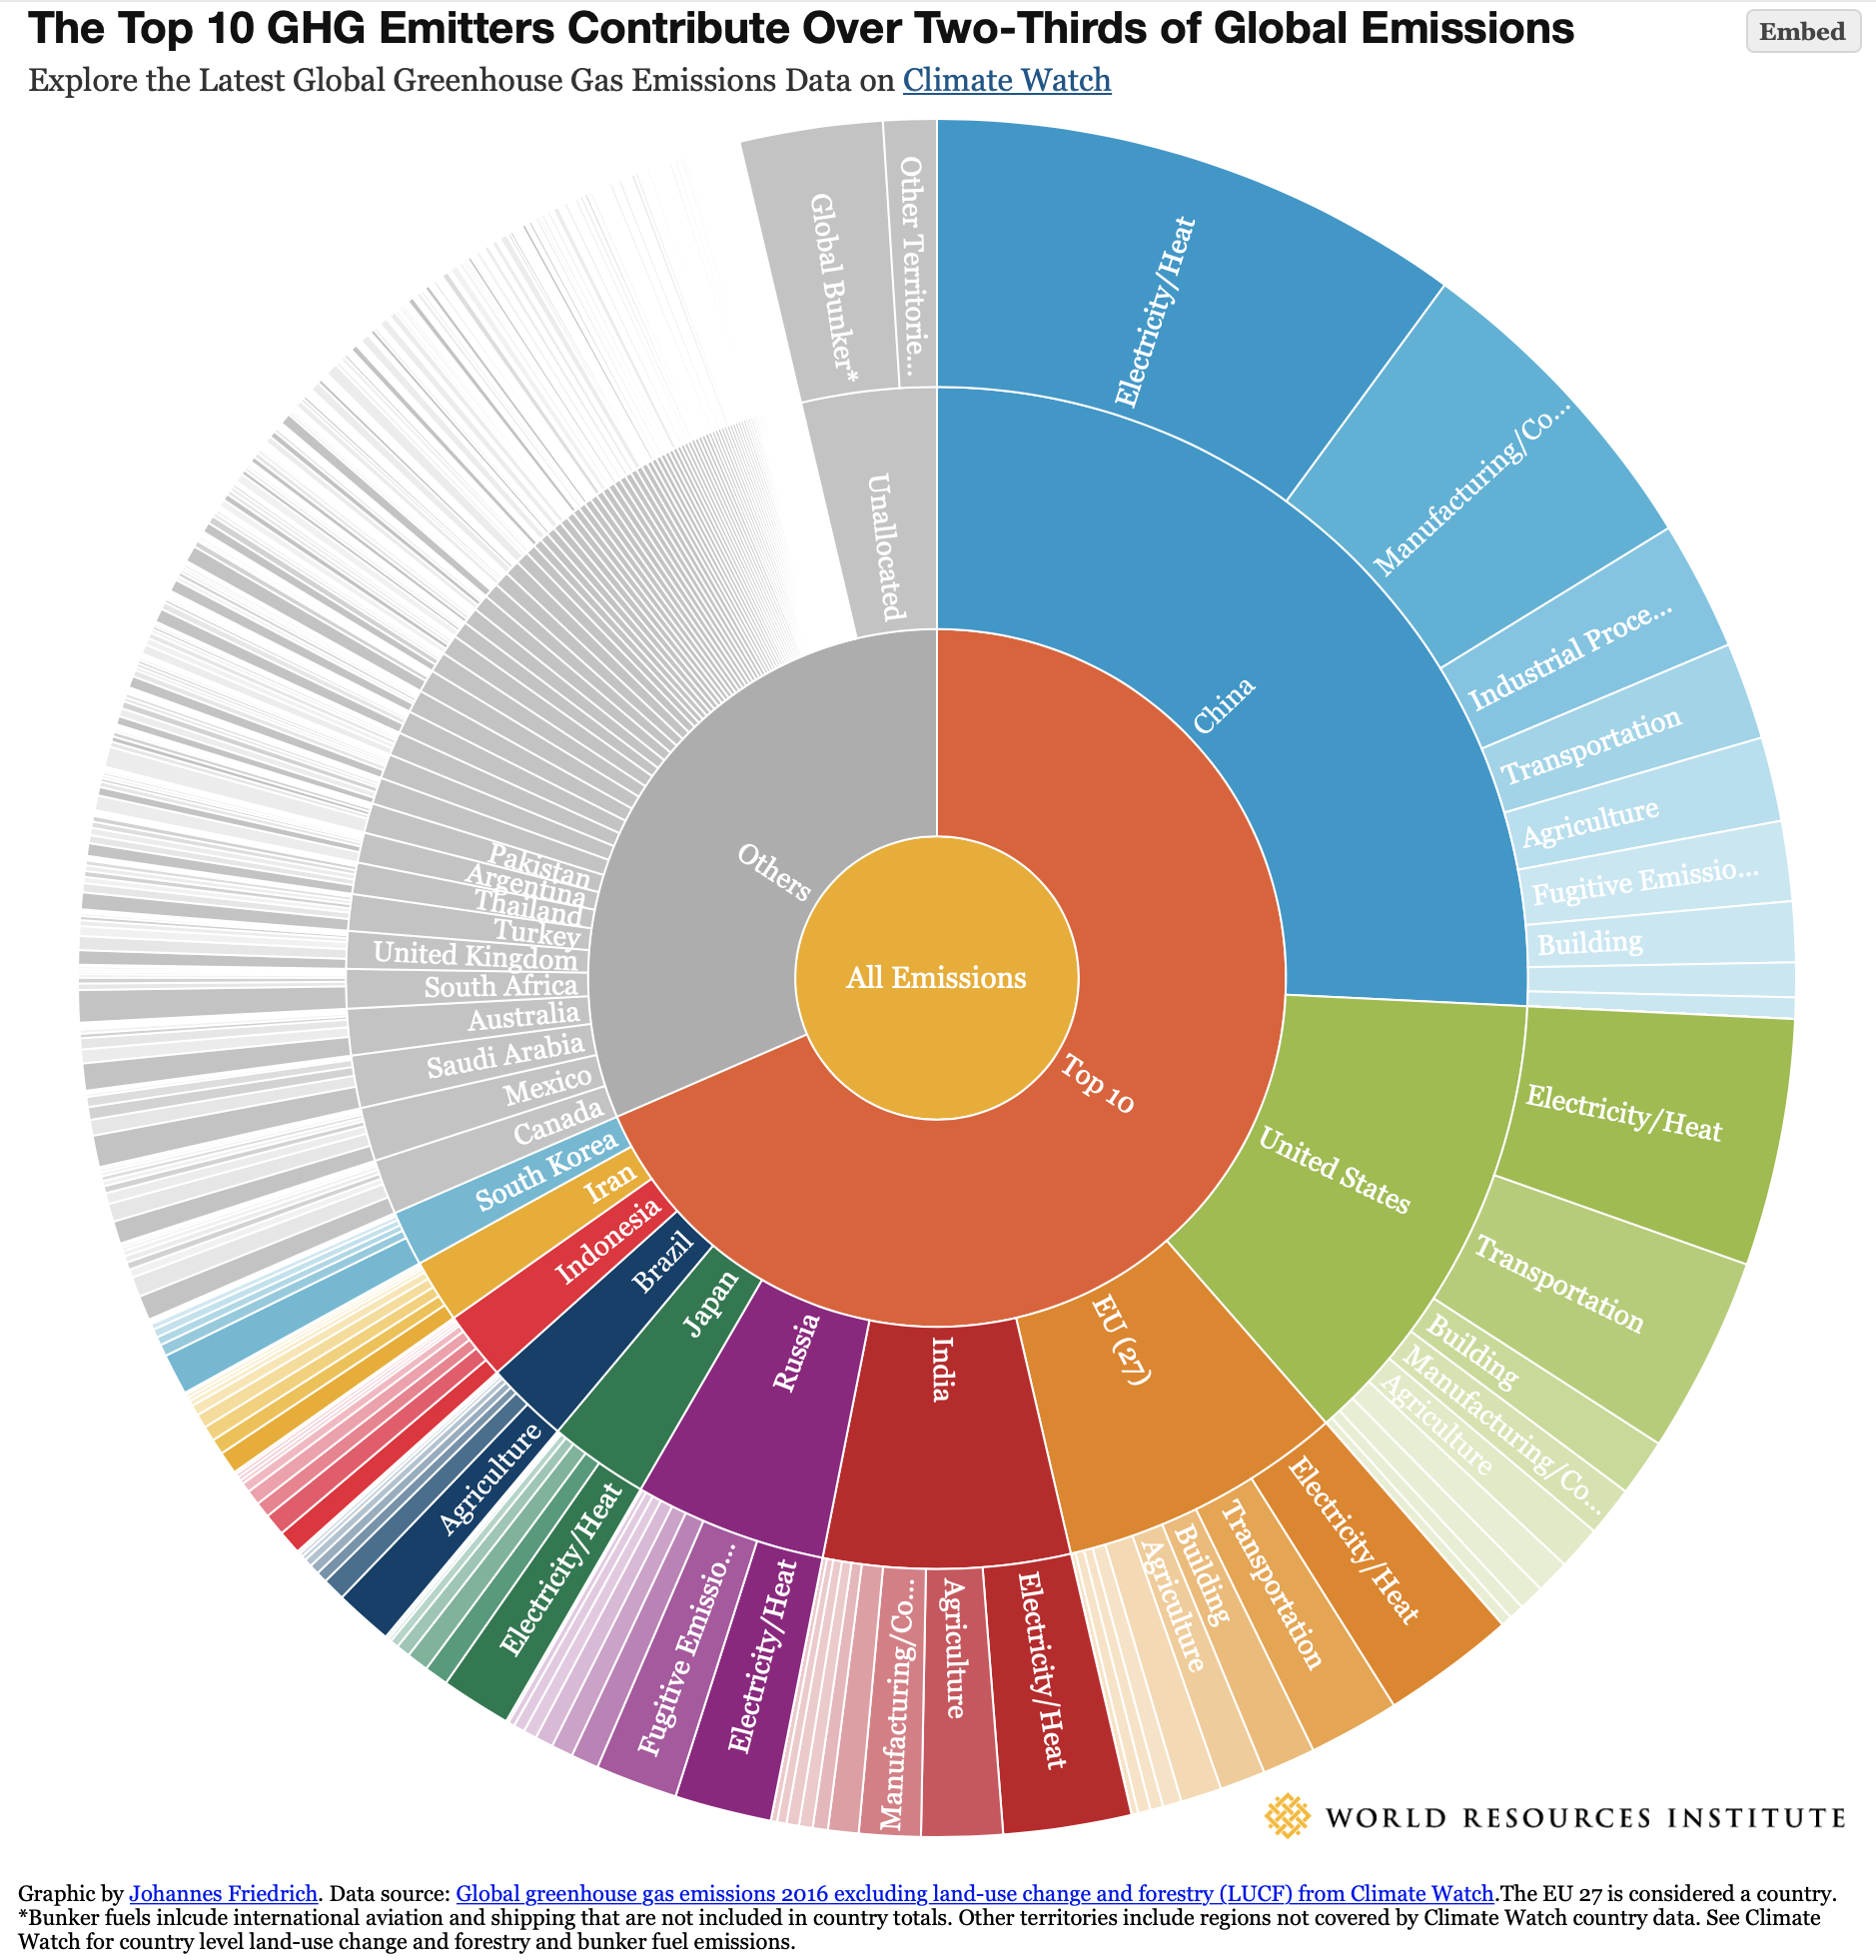 The Top 10 GHG Emitters Contribute Over Two-Thirds of Global Emissions
Embed
Explore the Latest Global Greenhouse Gas Emissions Data on Climate Watch
All Emissions
Top 10
Others
China
Electricity/Heat
Manufacturing/Co...
Industrial Proce...
Transportation
Agriculture
Fugitive Emissio...
Building
United States
Electricity/Heat
Transportation
Building
Manufacturing/Co...
Agriculture
EU (27)
Electricity/Heat
Transportation
Building
Agriculture
India
Electricity/Heat
Agriculture
Manufacturing/Co...
Russia
Electricity/Heat
Fugitive Emissio...
Japan
Electricity/Heat
Brazil
Agriculture
Indonesia
Iran
South Korea
Canada
Mexico
Saudi Arabia
Australia
South Africa
United Kingdom
Turkey
Thailand
Argentina
Pakistan
Unallocated
Global Bunker*
Other Territorie...
WORLD RESOURCES INSTITUTE
Graphic by Johannes Friedrich. Data source: Global greenhouse gas emissions 2016 excluding land-use change and forestry (LUCF) from Climate Watch.The EU 27 is considered a country.
*Bunker fuels inlcude international aviation and shipping that are not included in country totals. Other territories include regions not covered by Climate Watch country data. See Climate
Watch for country level land-use change and forestry and bunker fuel emissions.